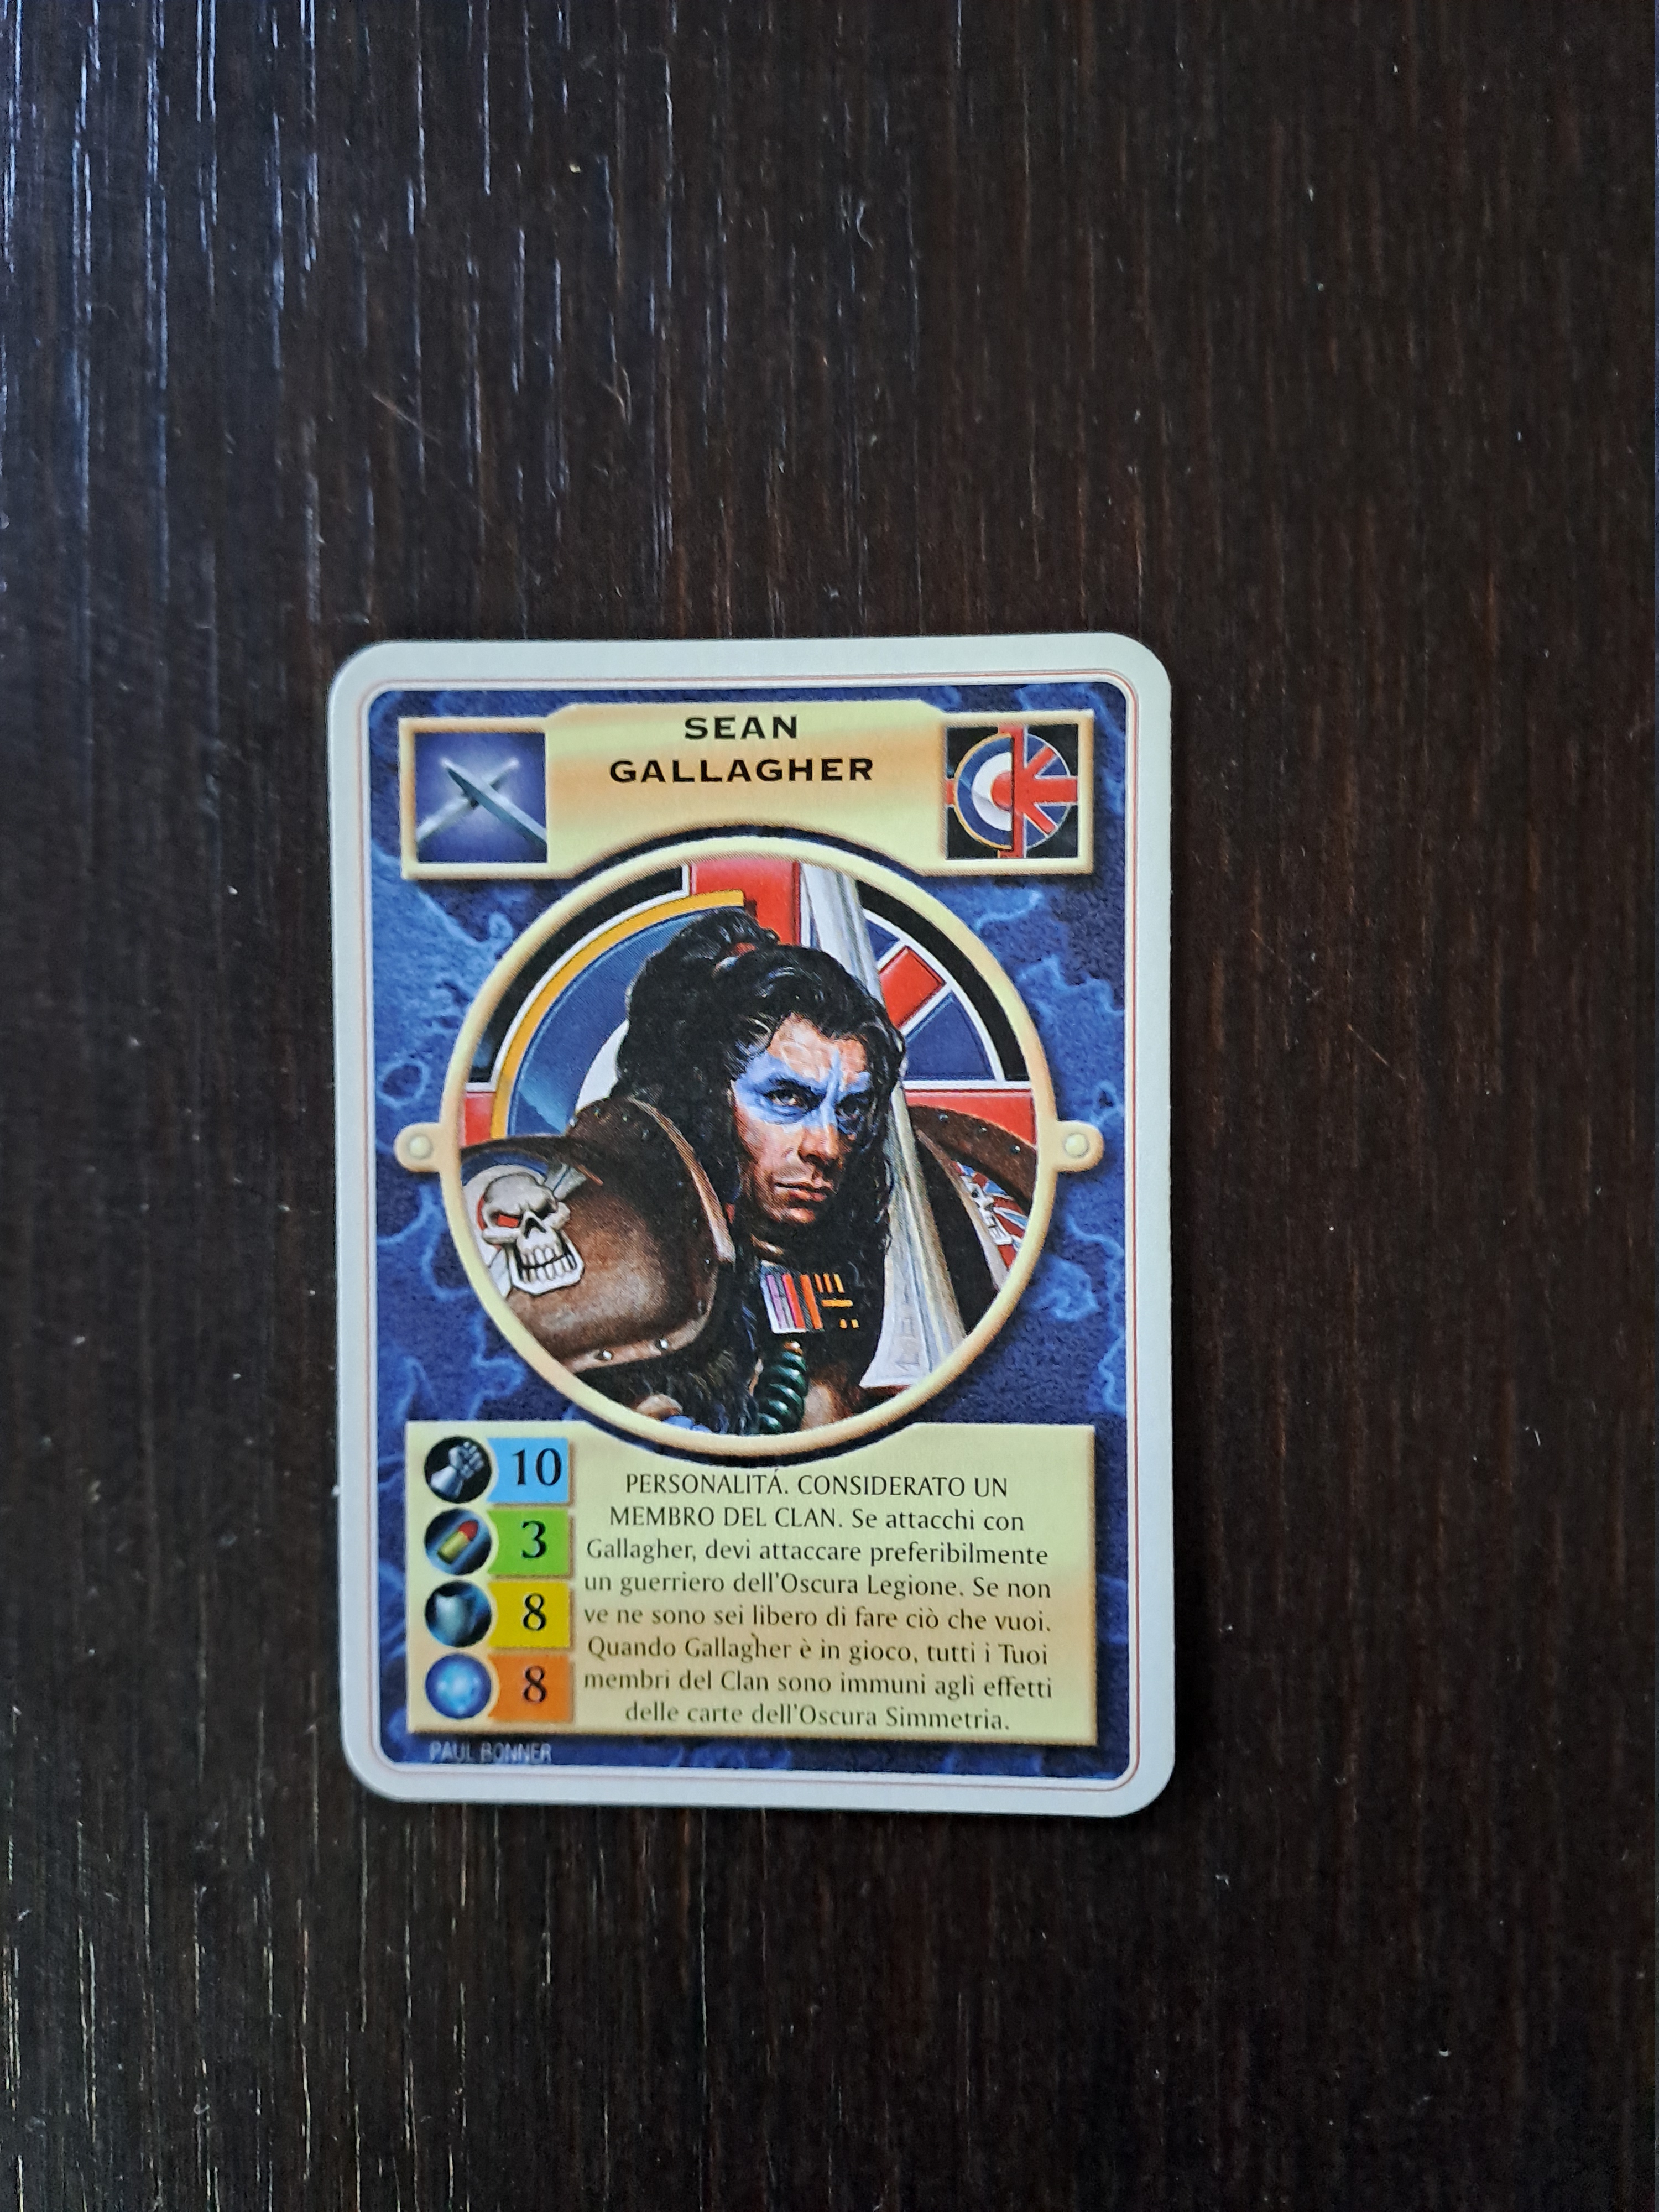 SEAN
GALLAGHER
10
3
8
8
PERSONALITÁ. CONSIDERATO UN
MEMBRO DEL CLAN. Se attacchi con
Gallagher, devi attaccare preferibilmente
un guerriero dell'Oscura Legione. Se non
ve ne sono sei libero di fare ciò che vuoi.
Quando Gallagher è in gioco, tutti i Tuoi
membri del Clan sono immuni agli effetti
delle carte dell'Oscura Simmetria.
PAUL BONNER